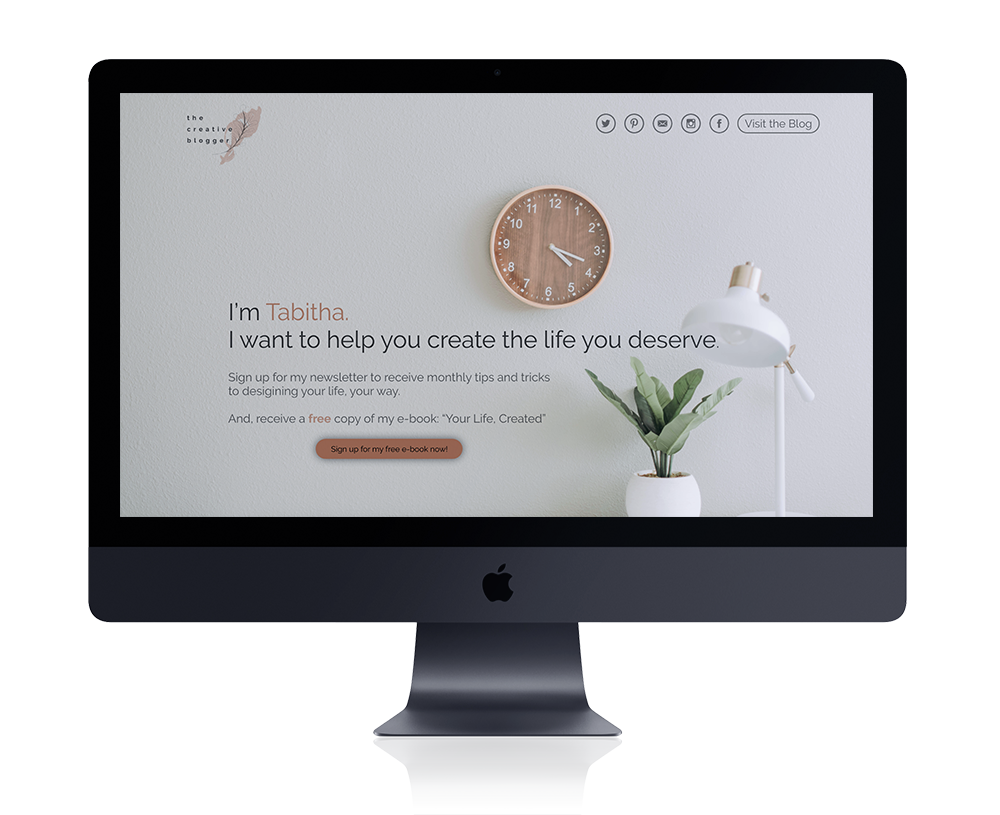 the
creative
blogger
Visit the Blog
12
11
1
10
2
9
3
8
4
7
5
6
I'm Tabitha.
I want to help you create the life you deserve.
Sign up for my newsletter to receive monthly tips and tricks
to desigining your life, your way.
And, receive a free copy of my e-book: “Your Life, Created”
Sign up for my free e-book now!